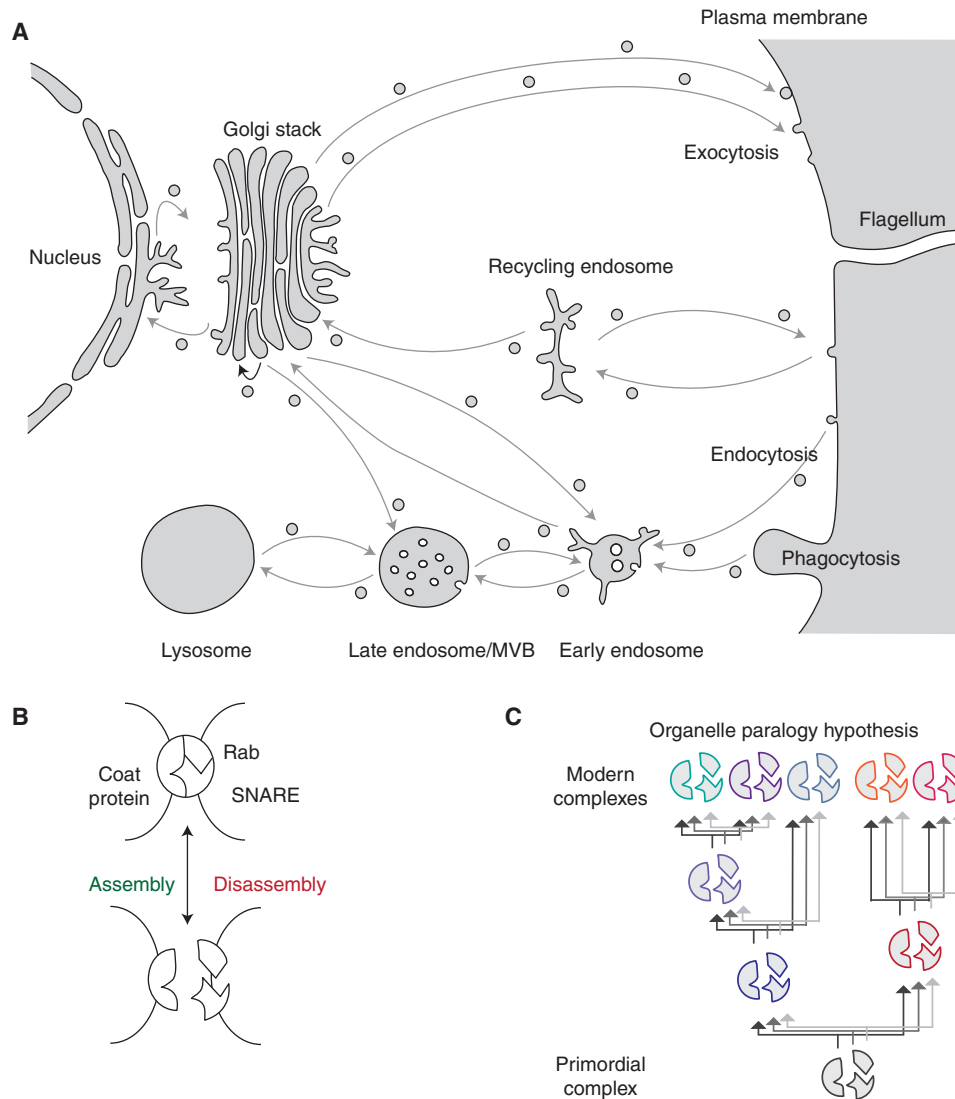 A
Plasma membrane
Golgi stack
Exocytosis
Flagellum
Nucleus
Recycling endosome
Endocytosis
Phagocytosis
Lysosome
Late endosome/MVB
Early endosome
B
Rab
Coat
protein
SNARE
Assembly
Disassembly
C
Organelle paralogy hypothesis
Modern
complexes
Primordial
complex